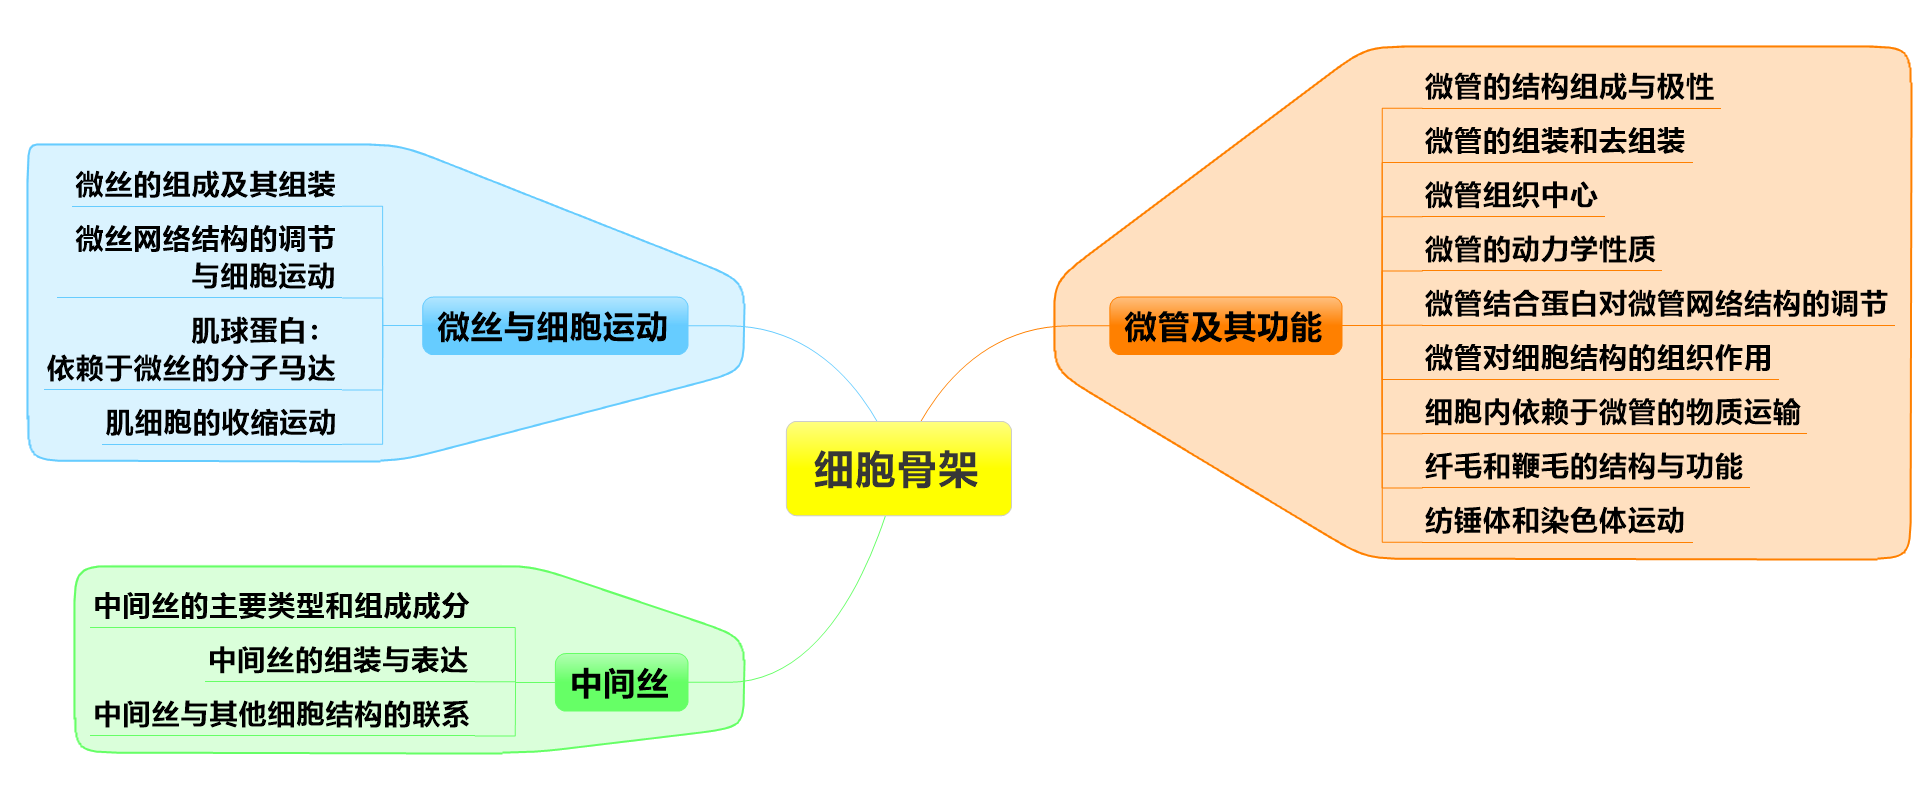 细胞骨架
微管及其功能
微管的结构组成与极性
微管的组装和去组装
微管组织中心
微管的动力学性质
微管结合蛋白对微管网络结构的调节
微管对细胞结构的组织作用
细胞内依赖于微管的物质运输
纤毛和鞭毛的结构与功能
纺锤体和染色体运动
微丝与细胞运动
微丝的组成及其组装
微丝网络结构的调节
与细胞运动
肌球蛋白：
依赖于微丝的分子马达
肌细胞的收缩运动
中间丝
中间丝的主要类型和组成成分
中间丝的组装与表达
中间丝与其他细胞结构的联系